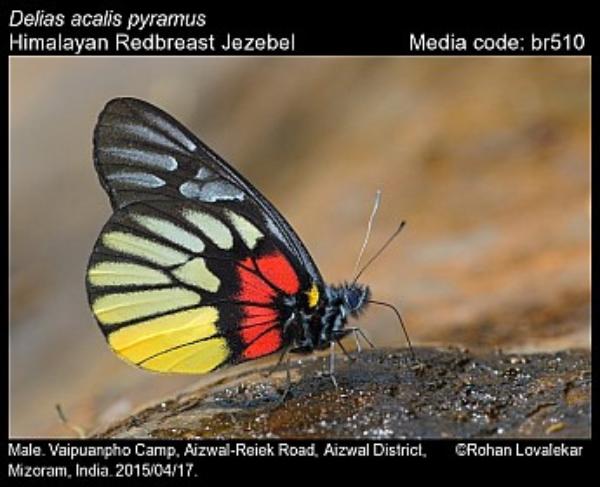 Delias acalis pyramus
Himalayan Redbreast Jezebel Media code: br510
Male. Vaipuanpho Camp, Aizwal-Reiek Road, Aizwal District, ©Rohan Lovalekar
Mizoram, India. 2015/04/17.